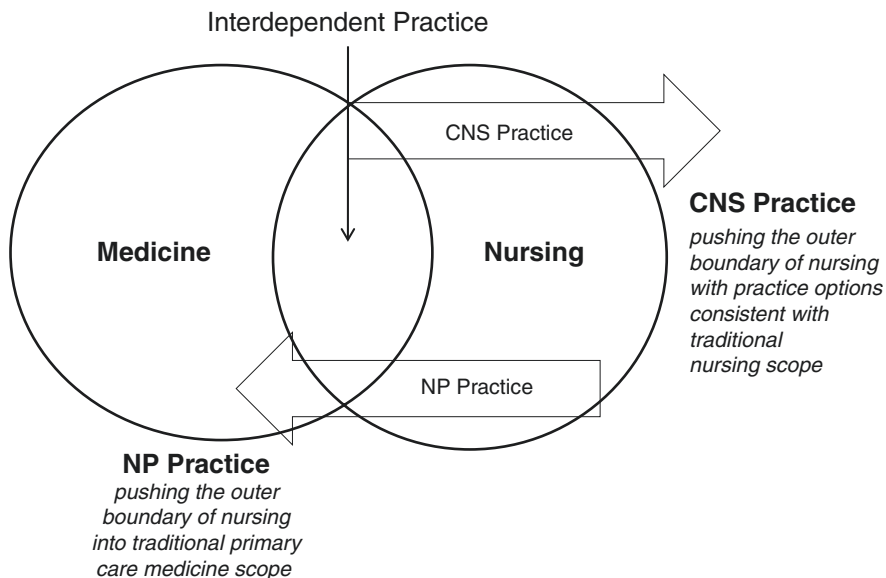 Interdependent Practice
CNS Practice
Medicine
Nursing
CNS Practice
pushing the outer
boundary of nursing
with practice options
consistent with
traditional
nursing scope
NP Practice
NP Practice
pushing the outer
boundary of nursing
into traditional primary
care medicine scope